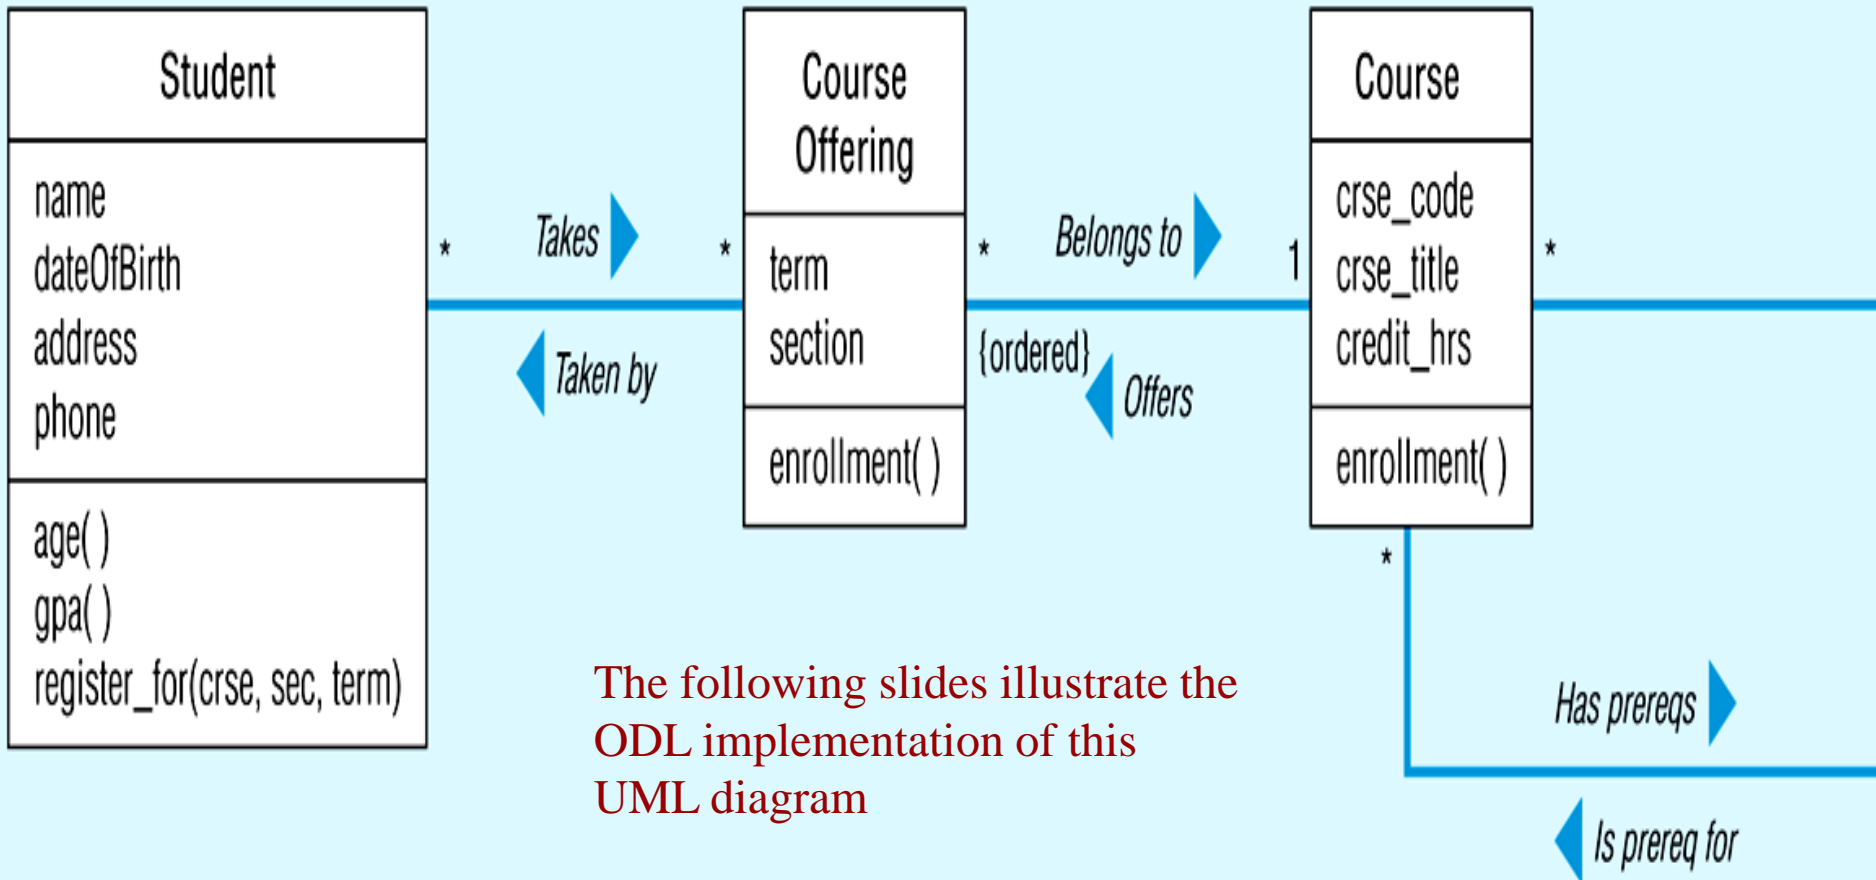 Student
name
dateOfBirth
address
phone
age( )
gpa( )
register_for(crse, sec, term)
*
Takes
*
Taken by
Course
Offering
term
section
enrollment( )
*
Belongs to
1
{ordered}
Offers
Course
crse_code
crse_title
credit_hrs
enrollment( )
*
*
Has prereqs
Is prereq for
The following slides illustrate the
ODL implementation of this
UML diagram